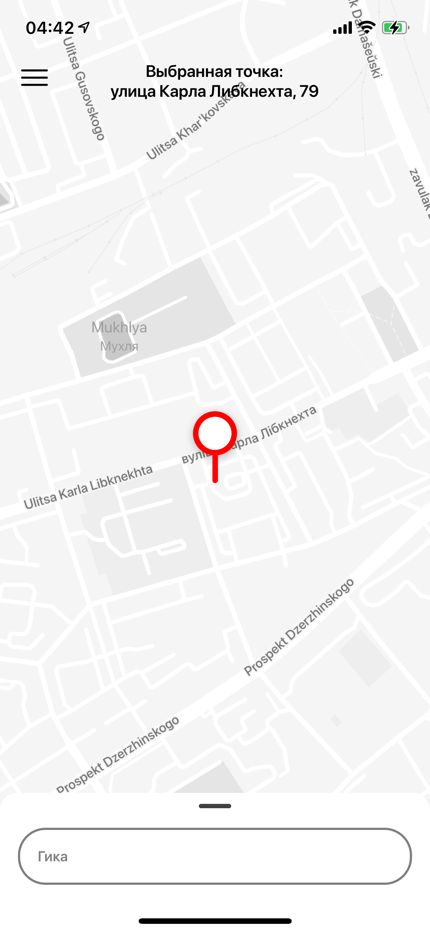 04:42
Выбранная точка:
улица Карла Либкнехта, 79
Ulitsa Gusovskogo
Ulitsa Khar'kovskaya
zavulak
Mukhlya
Мухля
Ulitsa Karla Libknekhta
Карла Лібкнехта
Prospekt Dzerzhinskogo
Prospekt Dzerzhinskogo
Гика